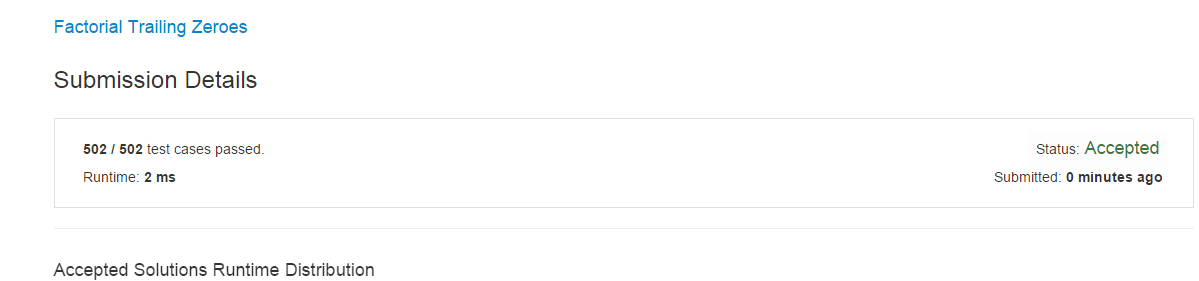 Factorial Trailing Zeroes
Submission Details
502 / 502 test cases passed.
Status: Accepted
Runtime: 2 ms
Submitted: 0 minutes ago
Accepted Solutions Runtime Distribution